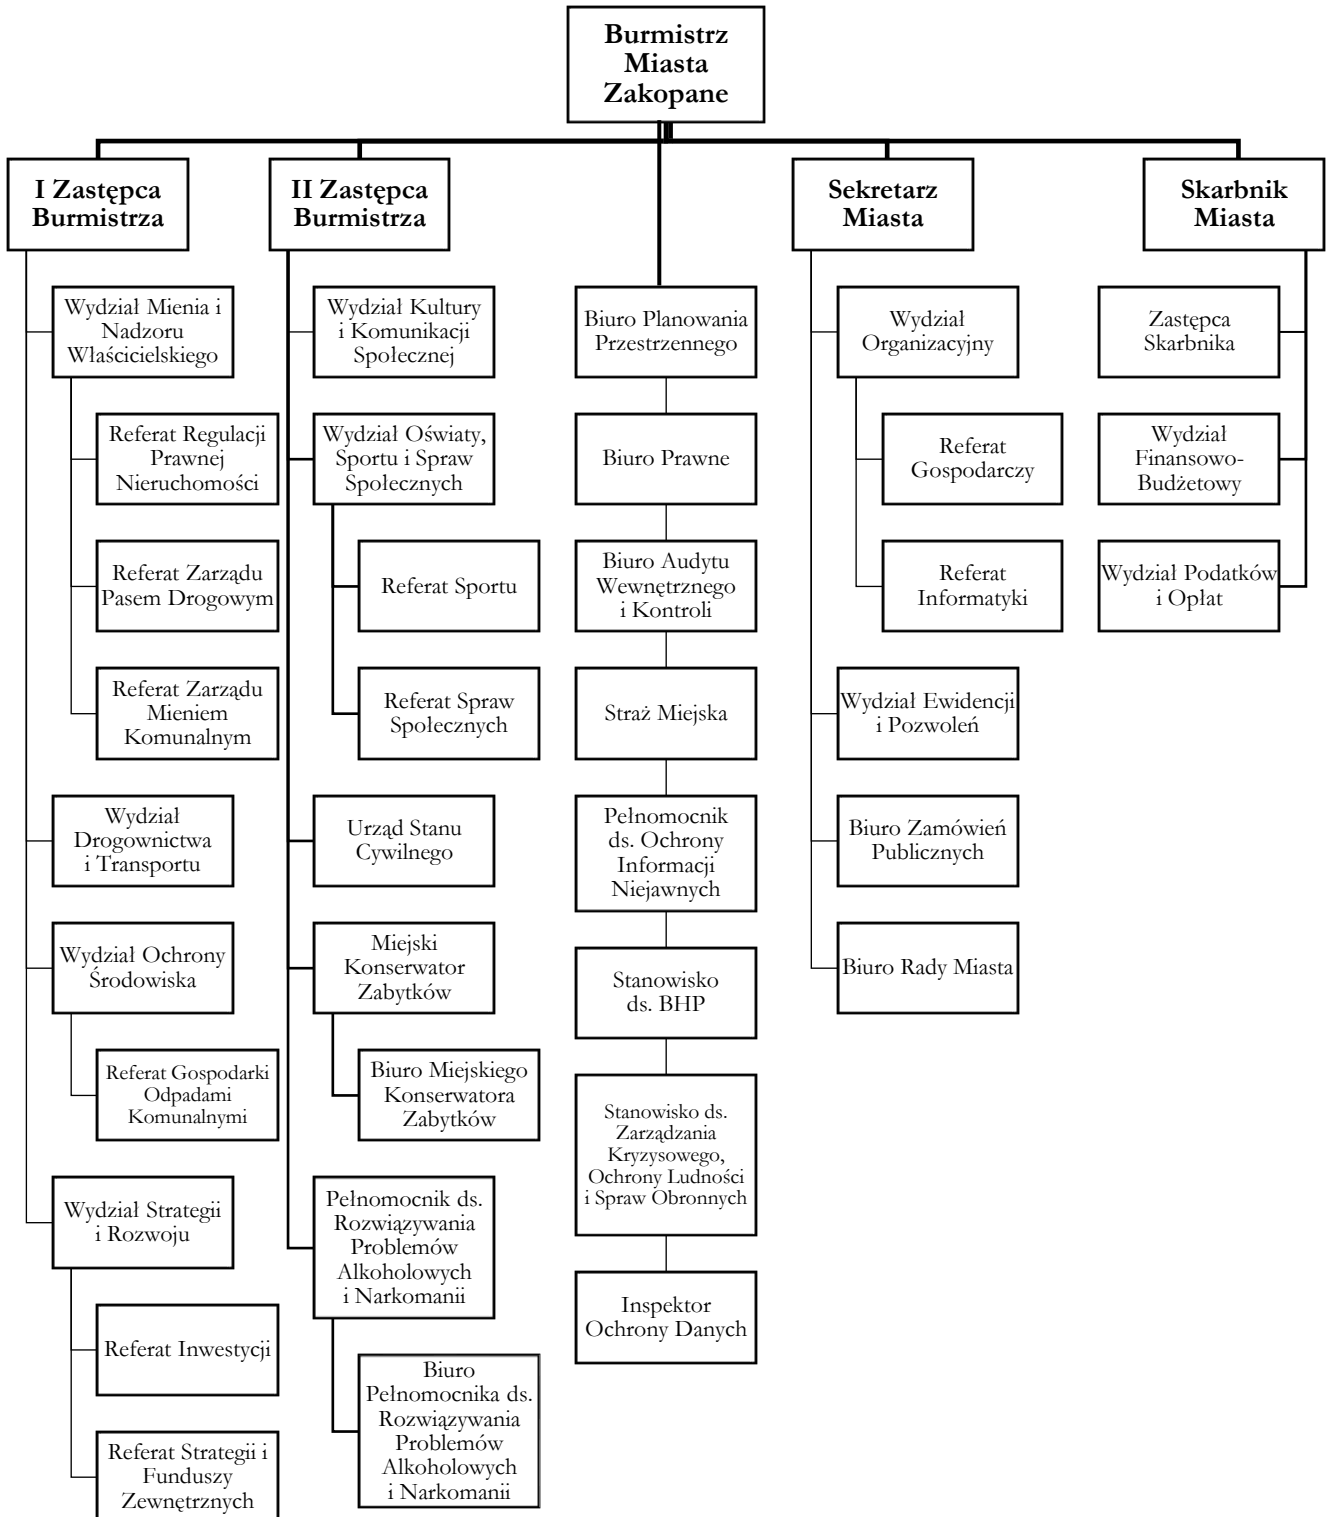 Burmistrz
Miasta
Zakopane
I Zastępca
Burmistrza
Wydział Mienia i
Nadzoru
Właścicielskiego
Referat Regulacji
Prawnej
Nieruchomości
Referat Zarządu
Pasem Drogowym
Referat Zarządu
Mieniem
Komunalnym
Wydział
Drogownictwa
i Transportu
Wydział Ochrony
Środowiska
Referat Gospodarki
Odpadami
Komunalnymi
Wydział Strategii
i Rozwoju
Referat Inwestycji
Referat Strategii i
Funduszy
Zewnętrznych
II Zastępca
Burmistrza
Wydział Kultury
i Komunikacji
Społecznej
Wydział Oświaty,
Sportu i Spraw
Społecznych
Referat Sportu
Referat Spraw
Społecznych
Urząd Stanu
Cywilnego
Miejski
Konserwator
Zabytków
Biuro Miejskiego
Konserwatora
Zabytków
Pełnomocnik ds.
Rozwiązywania
Problemów
Alkoholowych
i Narkomanii
Biuro
Pełnomocnika ds.
Rozwiązywania
Problemów
Alkoholowych
i Narkomanii
Biuro Planowania
Przestrzennego
Biuro Prawne
Biuro Audytu
Wewnętrznego
i Kontroli
Straż Miejska
Pełnomocnik
ds. Ochrony
Informacji
Niejawnych
Stanowisko
ds. BHP
Stanowisko ds.
Zarządzania
Kryzysowego,
Ochrony Ludności
i Spraw Obronnych
Inspektor
Ochrony Danych
Sekretarz
Miasta
Wydział
Organizacyjny
Referat
Gospodarczy
Referat
Informatyki
Wydział Ewidencji
i Pozwoleń
Biuro Zamówień
Publicznych
Biuro Rady Miasta
Skarbnik
Miasta
Zastępca
Skarbnika
Wydział
Finansowo-
Budżetowy
Wydział Podatków
i Opłat